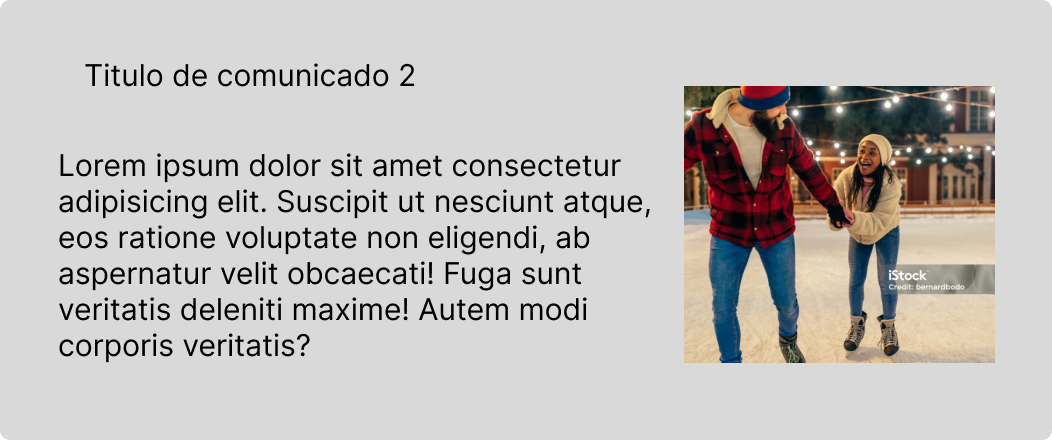 Titulo de comunicado 2
Lorem ipsum dolor sit amet consectetur
adipisicing elit. Suscipit ut nesciunt atque,
eos ratione voluptate non eligendi, ab
aspernatur velit obcaecati! Fuga sunt
veritatis deleniti maxime! Autem modi
corporis veritatis?
iStock
Credit: bernardbodo